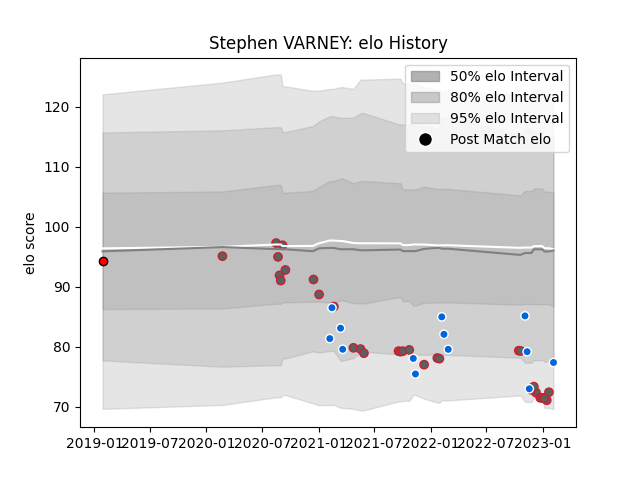 Stephen VARNEY: elo History
50% elo Interval
80% elo Interval
95% elo Interval
Post Match elo
elo score
120
110
100
90
80
70
2019-01 2019-07 2020-01 2020-07 2021-01 2021-07 2022-01 2022-07 2023-01